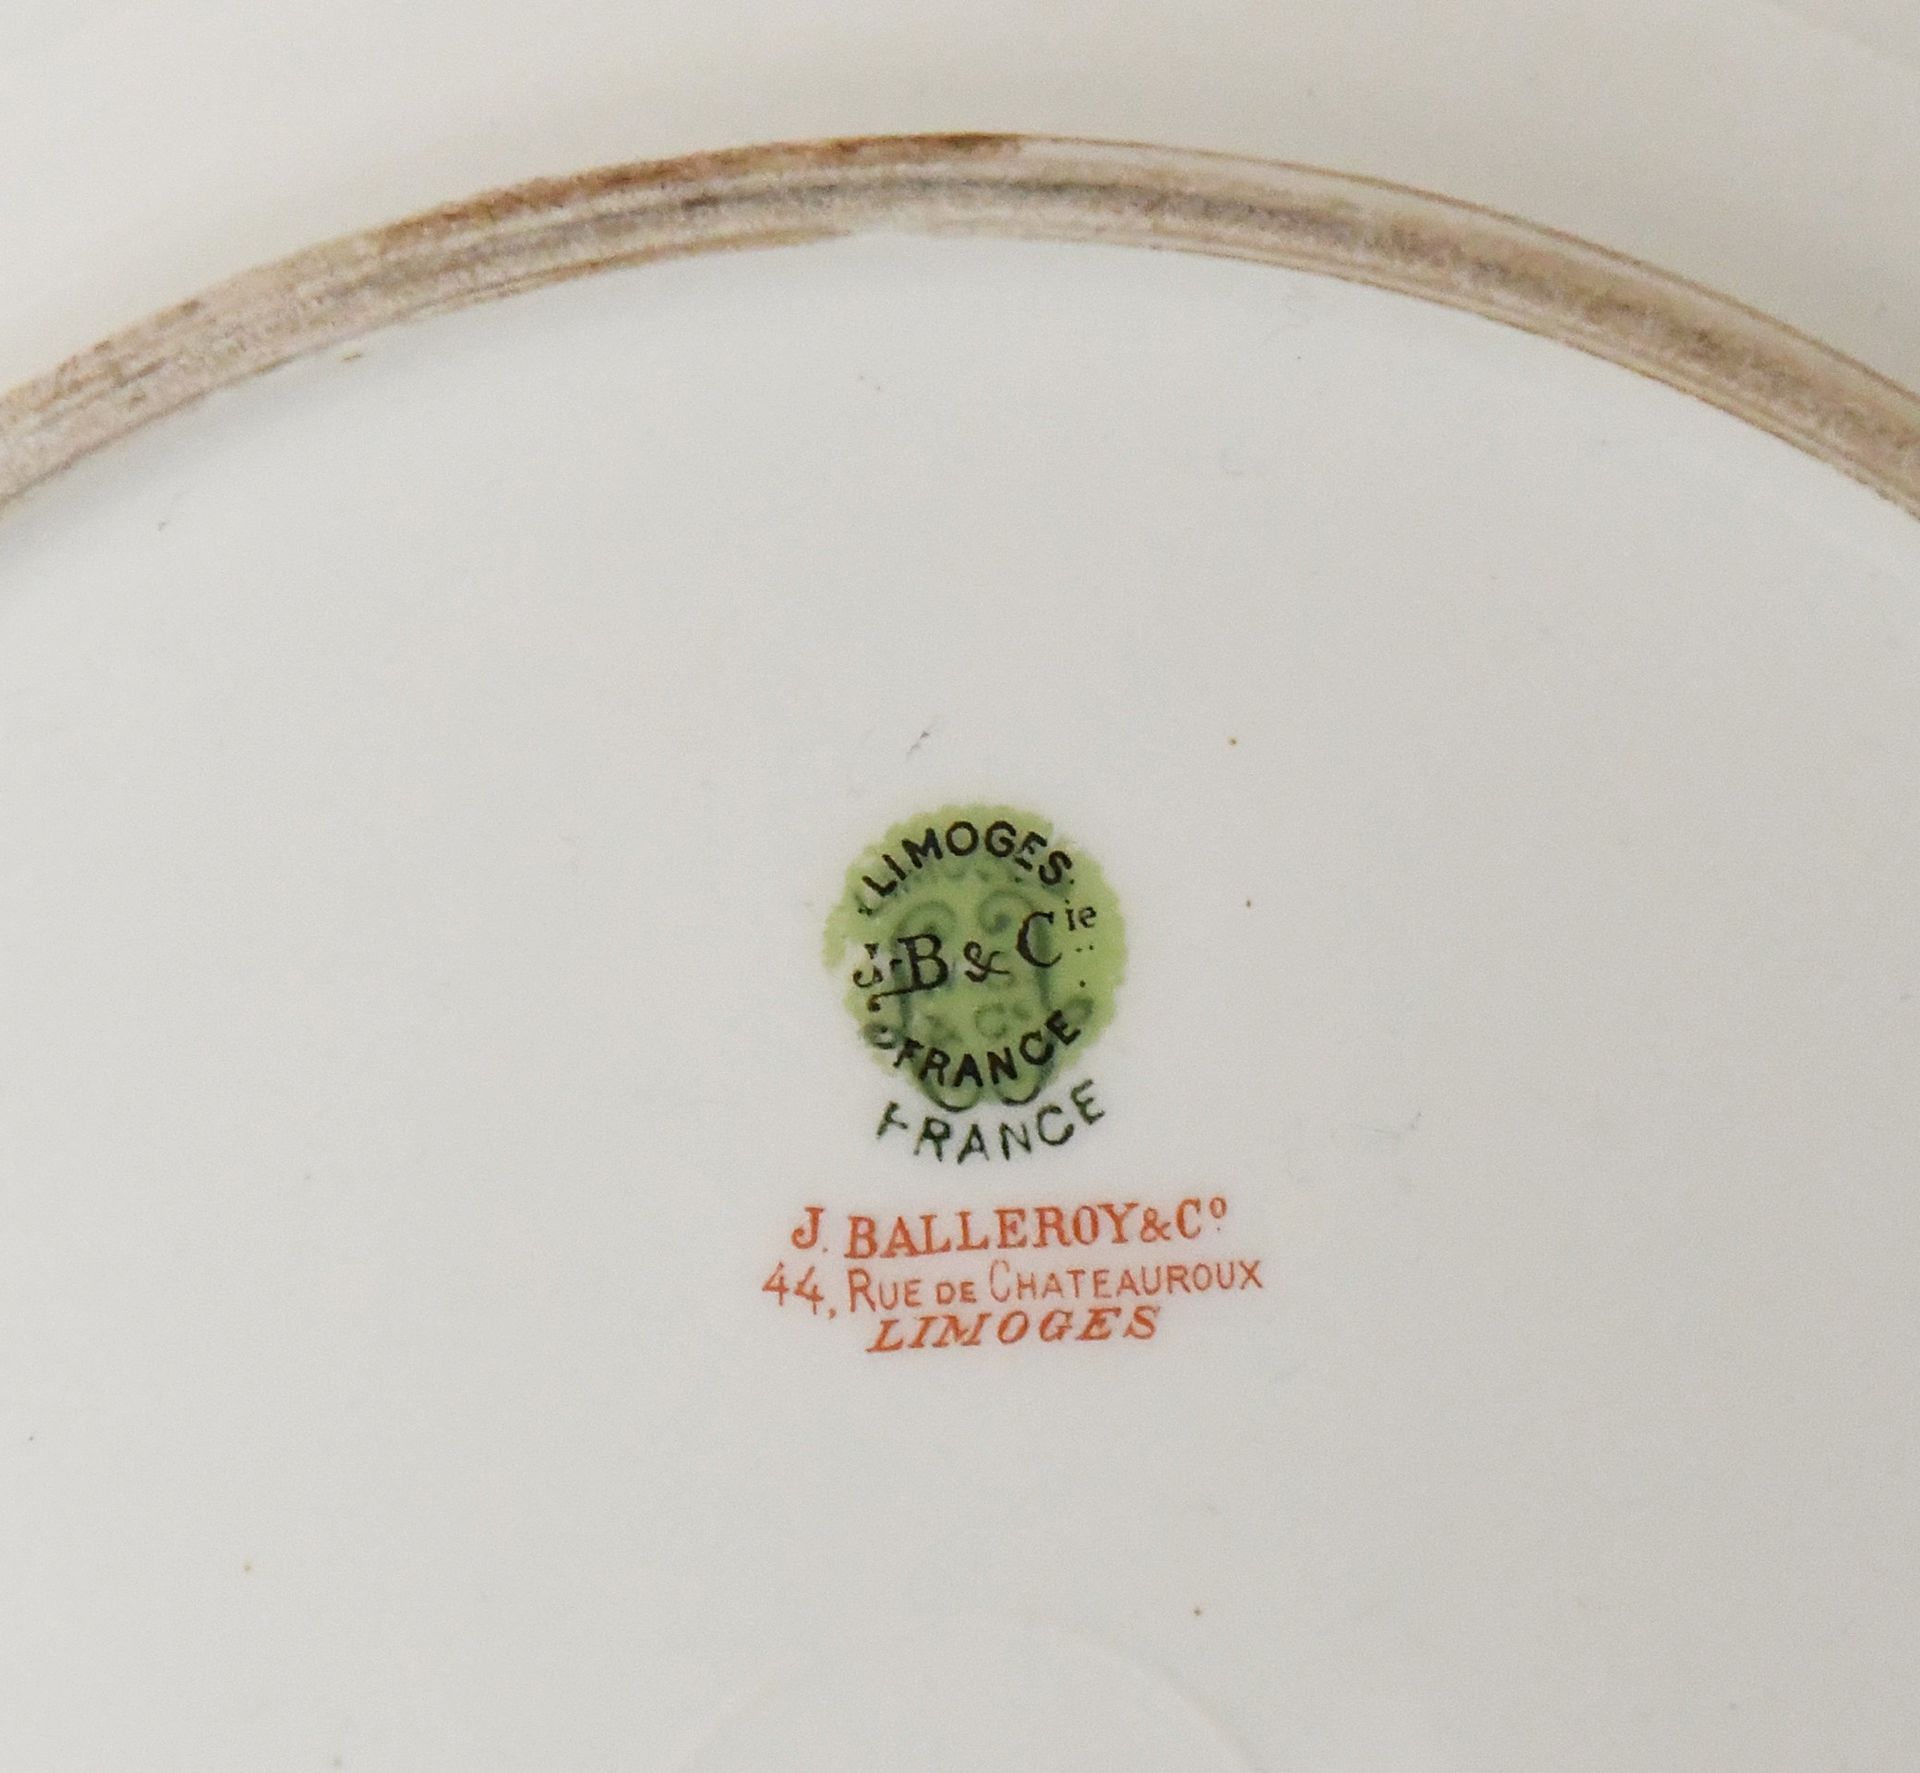 LIMOGES
J. B & Cie
FRANCE
FRANCE
J. BALLEROY & Co
44, RUE DE CHATEAUROUX
LIMOGES